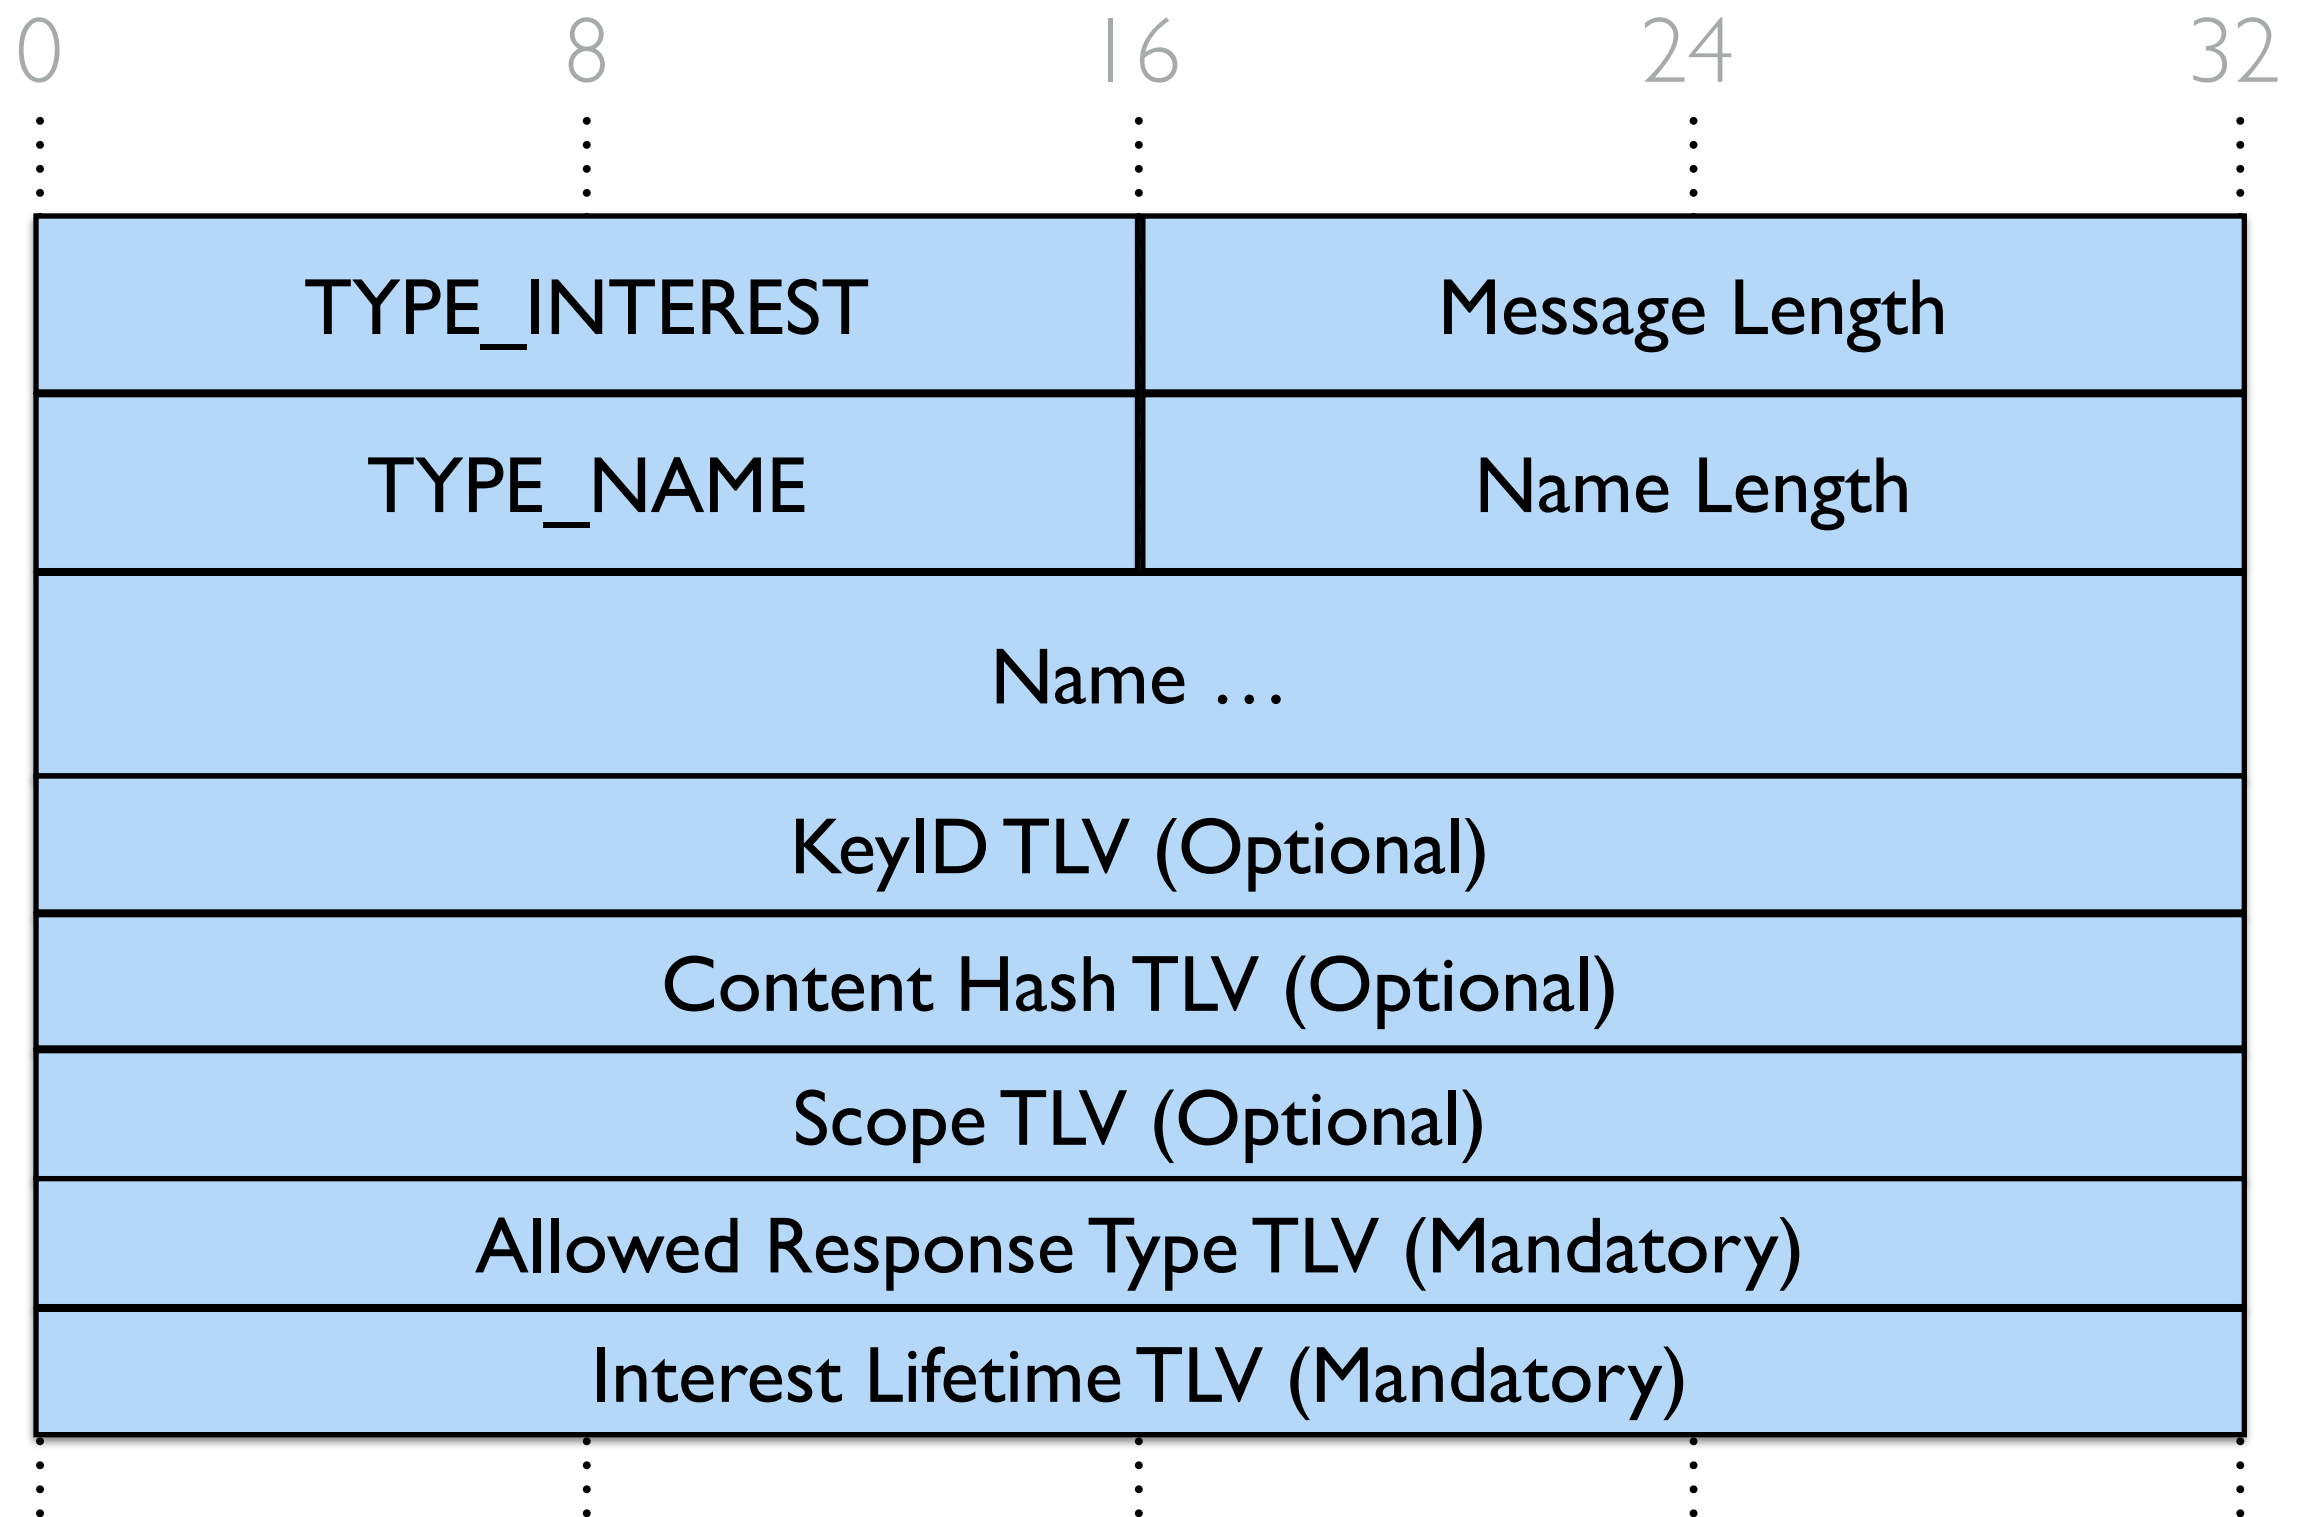 0 8 16 24 32
TYPE_INTEREST Message Length
TYPE_NAME Name Length
Name …
KeyID TLV (Optional)
Content Hash TLV (Optional)
Scope TLV (Optional)
Allowed Response Type TLV (Mandatory)
Interest Lifetime TLV (Mandatory)